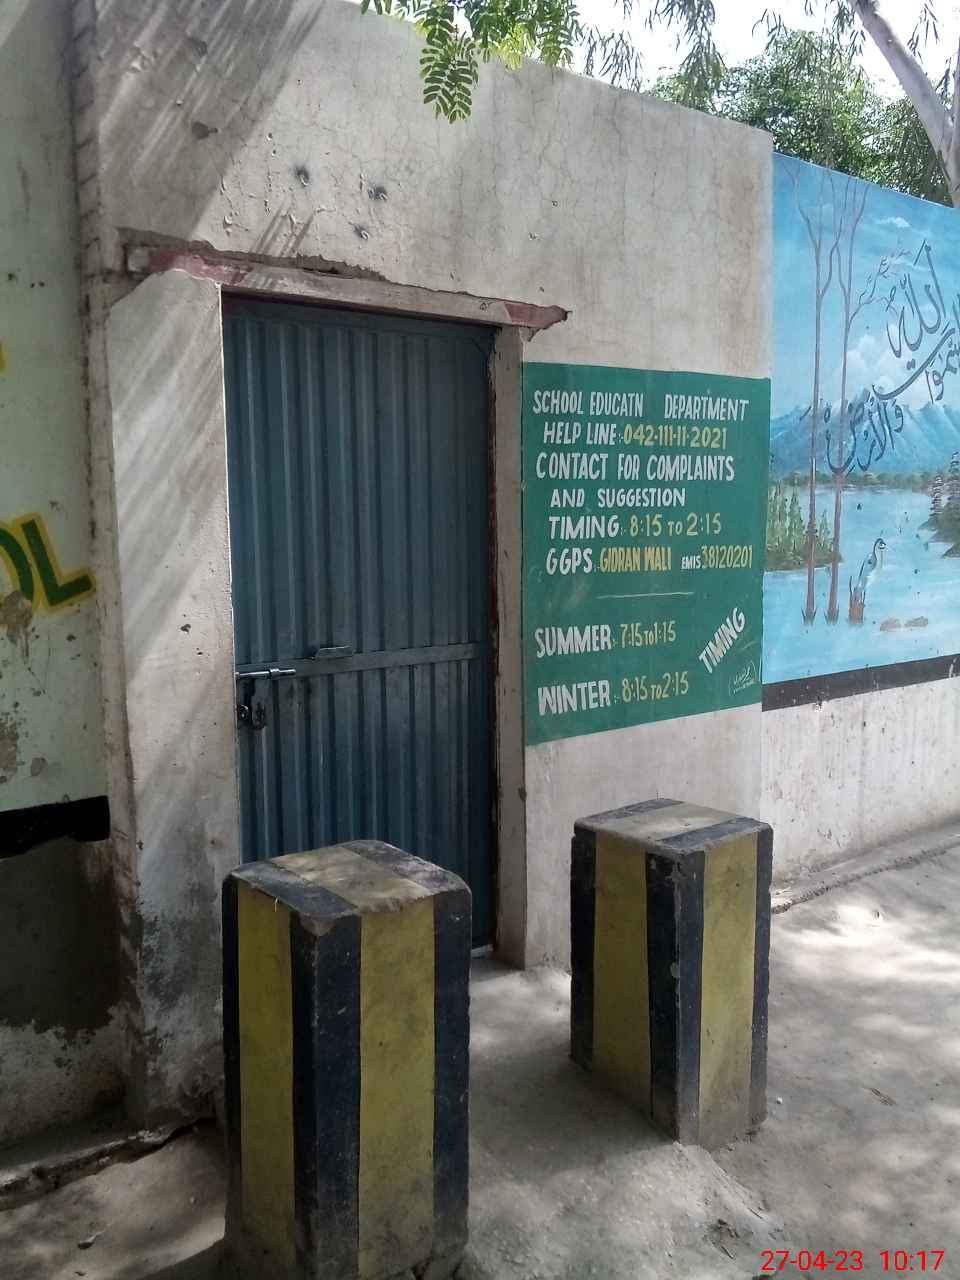 OL
SCHOOL EDUCATN DEPARTMENT
HELP LINE:042-111-11-2021
CONTACT FOR COMPLAINTS
AND SUGGESTION
TIMING: 8:15 TO 2:15
GGPS: GIDRAN WALI EMIS 38120201
SUMMER: 7:15 TO 1:15
TIMING
WINTER: 8:15 TO 2:15
الله
27-04-23 10:17